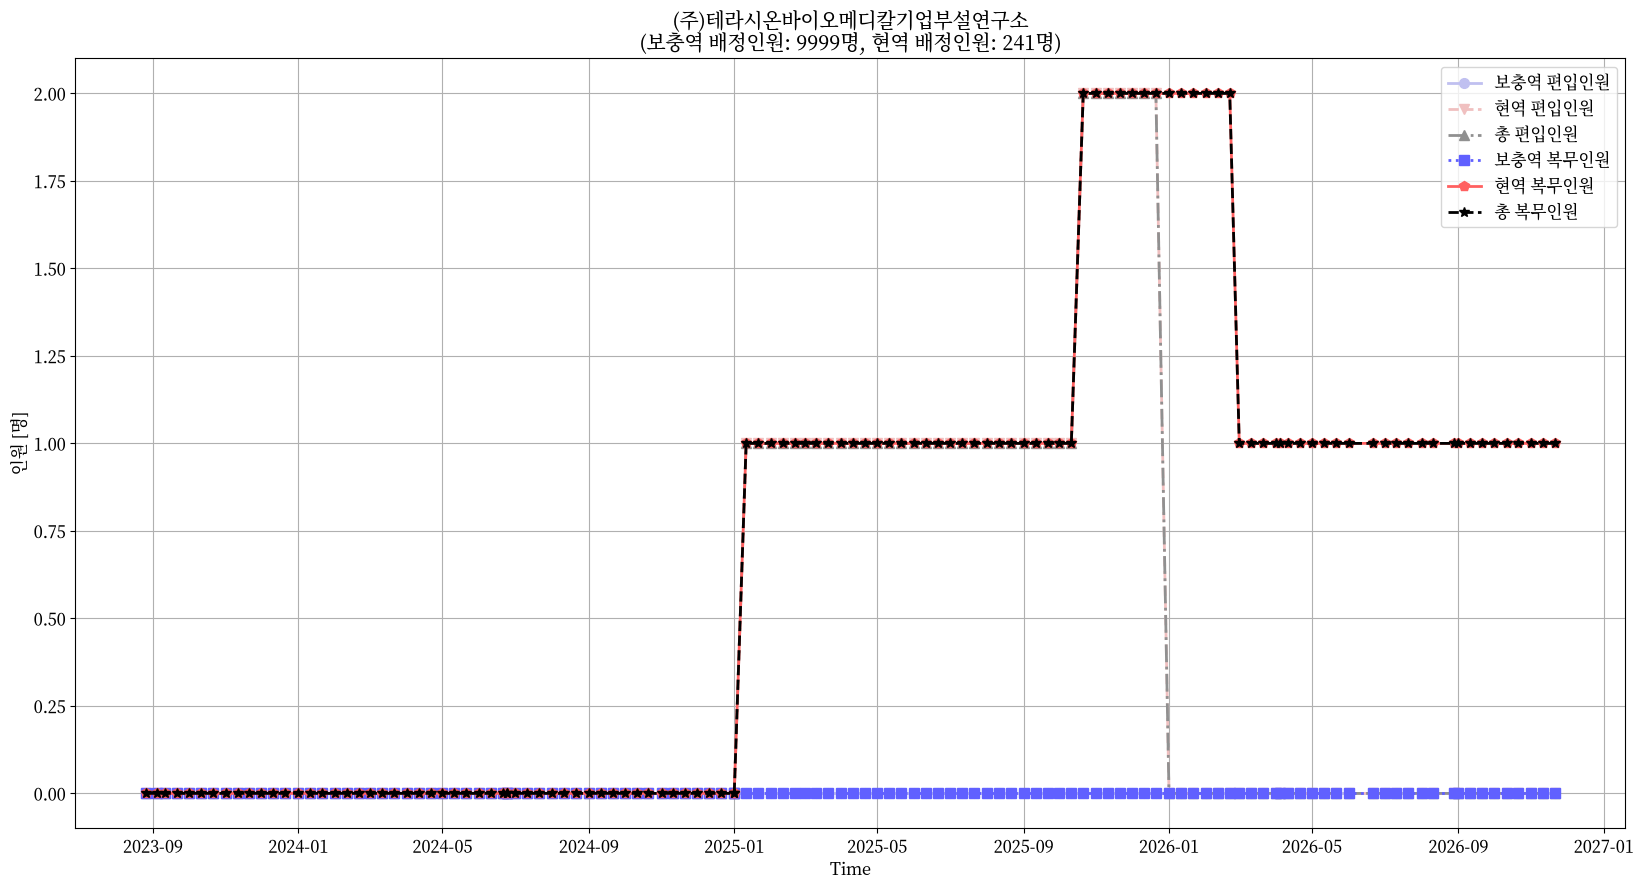 (주)테라시온바이오메디칼기업부설연구소
(보충역 배정인원: 9999명, 현역 배정인원: 241명)
보충역 편입인원
현역 편입인원
총 편입인원
보충역 복무인원
현역 복무인원
총 복무인원
인원 [명]
2.00
1.75
1.50
1.25
1.00
0.75
0.50
0.25
0.00
2023-09
2024-01
2024-05
2024-09
2025-01
2025-05
2025-09
2026-01
2026-05
2026-09
2027-01
Time